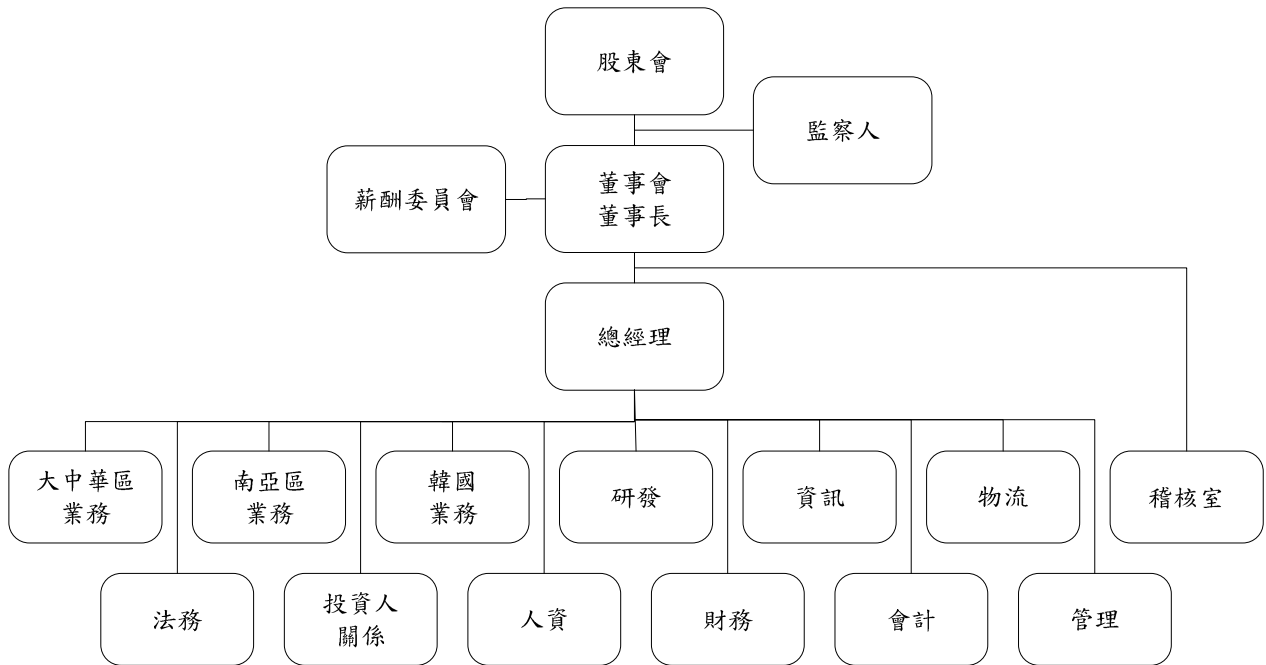 股東會
監察人
薪酬委員會
董事會
董事長
總經理
大中華區
業務
南亞區
業務
韓國
業務
研發
資訊
物流
稽核室
法務
投資人
關係
人資
財務
會計
管理